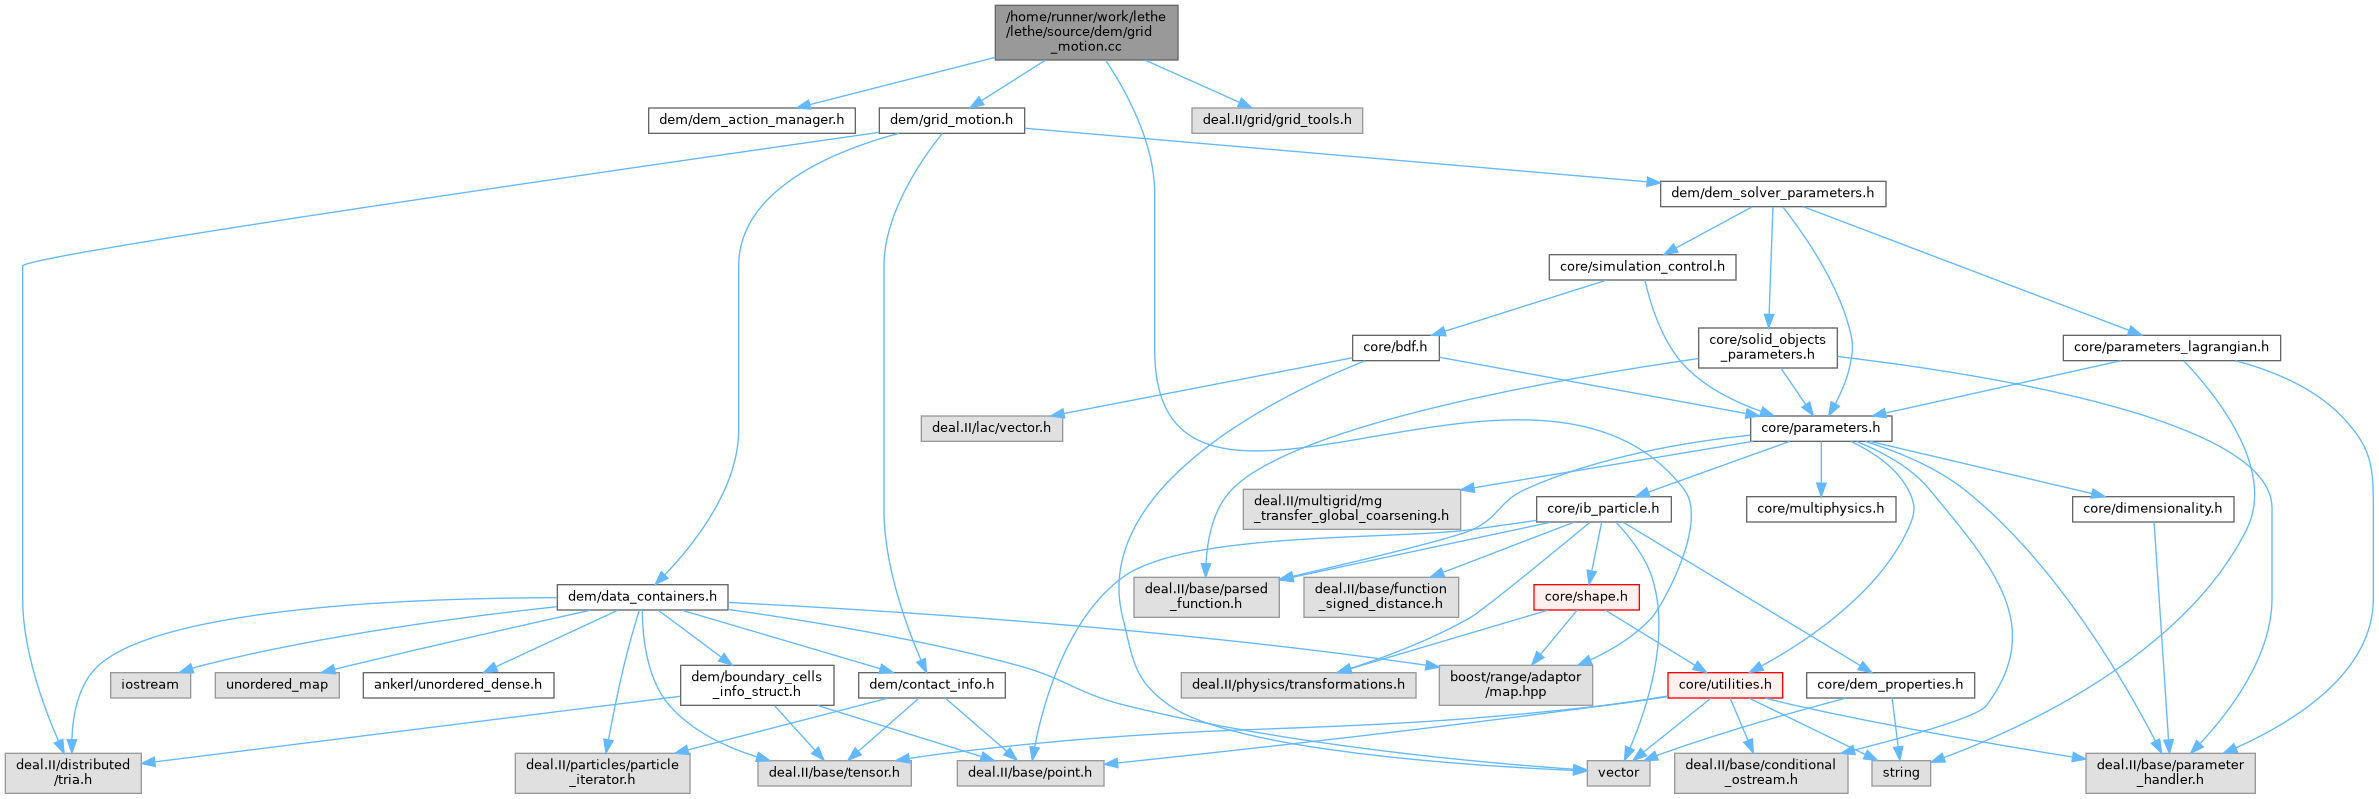 /home/runner/work/lethe
/lethe/source/dem/grid
_motion.cc
dem/dem_action_manager.h
dem/grid_motion.h
deal.II/grid/grid_tools.h
dem/dem_solver_parameters.h
core/simulation_control.h
core/bdf.h
core/solid_objects
_parameters.h
core/parameters_lagrangian.h
deal.II/lac/vector.h
core/parameters.h
deal.II/multigrid/mg
_transfer_global_coarsening.h
core/ib_particle.h
core/multiphysics.h
core/dimensionality.h
dem/data_containers.h
deal.II/base/parsed
_function.h
deal.II/base/function
_signed_distance.h
core/shape.h
iostream
unordered_map
ankerl/unordered_dense.h
dem/boundary_cells
_info_struct.h
dem/contact_info.h
deal.II/physics/transformations.h
boost/range/adaptor
/map.hpp
core/utilities.h
core/dem_properties.h
deal.II/distributed
/tria.h
deal.II/particles/particle
_iterator.h
deal.II/base/tensor.h
deal.II/base/point.h
vector
deal.II/base/conditional
_ostream.h
string
deal.II/base/parameter
_handler.h